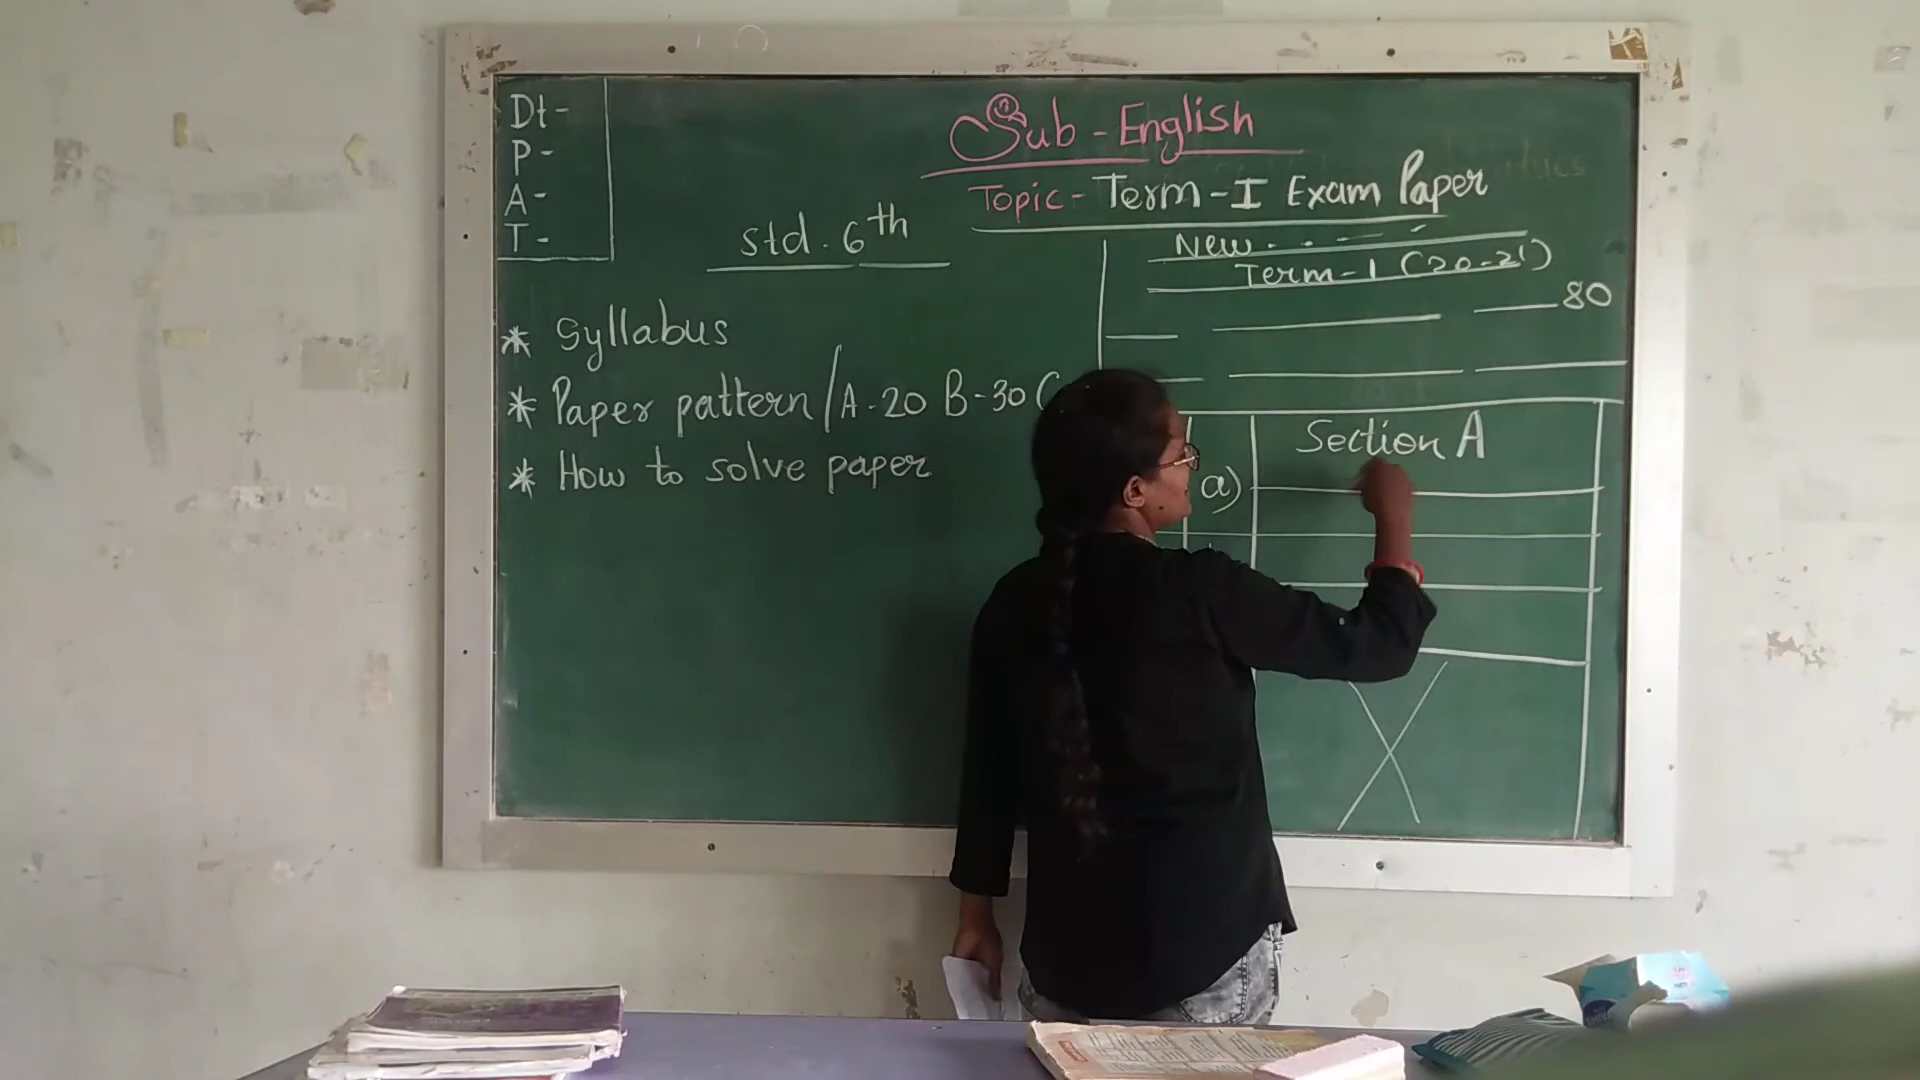 Dt-
P-
A-
T-
Sub - English
Topic - Term - I Exam Paper
std. 6th
* Syllabus
* Paper pattern / A-20 B-30 C
* How to solve paper
New. - - - -
Term-1 (20-21)
80
Section A
a)